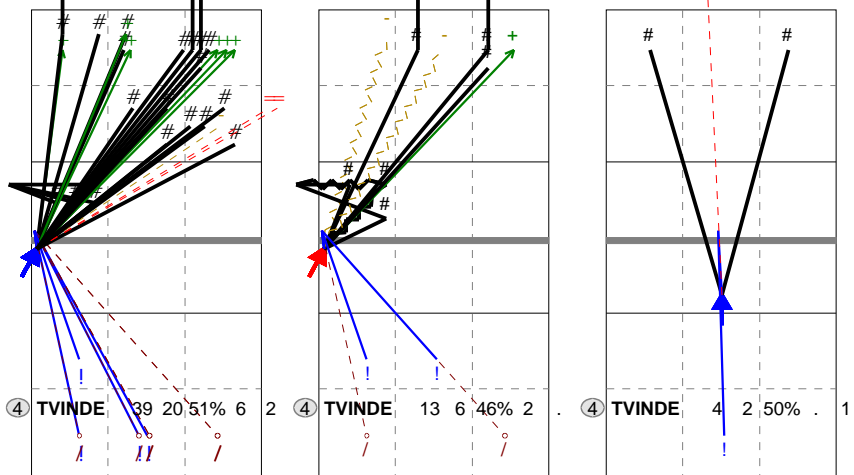 # # #
# # # # + + +
# # # # #
# #
=
④ TVINDE 39 20 51% 6 2
! ! !
/ / /
-
# # - +
#
# #
#
! !
④ TVINDE 13 6 46% 2 .
/ /
# #
④ TVINDE 4 2 50% . 1
!